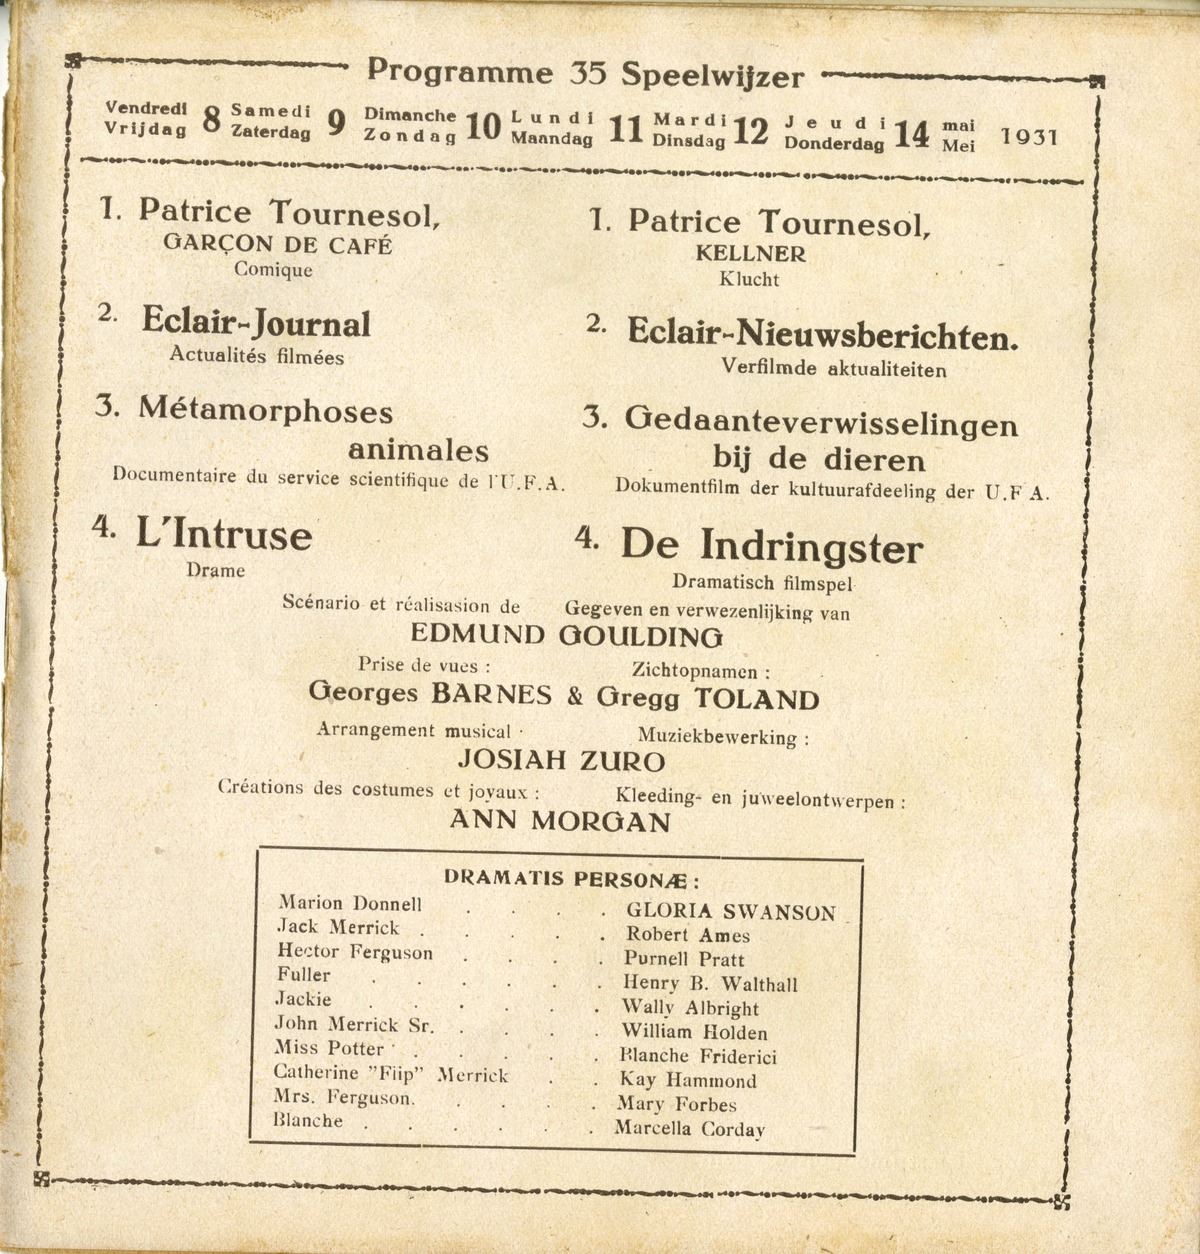 Programme 35 Speelwijzer
Vendredi Vrijdag 8 Samedi Zaterdag 9 Dimanche Zondag 10 Lundi Maandag 11 Mardi Dinsdag 12 Jeudi Donderdag 14 mai Mei 1931
1. Patrice Tournesol,
GARÇON DE CAFÉ
Comique
2. Eclair-Journal
Actualités filmées
3. Métamorphoses
animales
Documentaire du service scientifique de l'U.F.A.
4. L'Intruse
Drame
1. Patrice Tournesol,
KELLNER
Klucht
2. Eclair-Nieuwsberichten.
Verfilmde aktualiteiten
3. Gedaanteverwisselingen
bij de dieren
Dokumentfilm der kultuurafdeeling der U.F A.
4. De Indringster
Dramatisch filmspel
Scénario et réalisasion de Gegeven en verwezenlijking van
EDMUND GOULDING
Prise de vues : Zichtopnamen :
Georges BARNES & Gregg TOLAND
Arrangement musical · Muziekbewerking :
JOSIAH ZURO
Créations des costumes et joyaux : Kleeding- en juweelontwerpen :
ANN MORGAN
DRAMATIS PERSONÆ :
Marion Donnell . . . . GLORIA SWANSON
Jack Merrick . . . . . Robert Ames
Hector Ferguson . . . . Purnell Pratt
Fuller . . . . . . Henry B. Walthall
Jackie . . . . . . Wally Albright
John Merrick Sr. . . . . William Holden
Miss Potter . . . . . Blanche Friderici
Catherine "Flip" Merrick . . Kay Hammond
Mrs. Ferguson. . . . . Mary Forbes
Blanche . . . . . . Marcella Corday